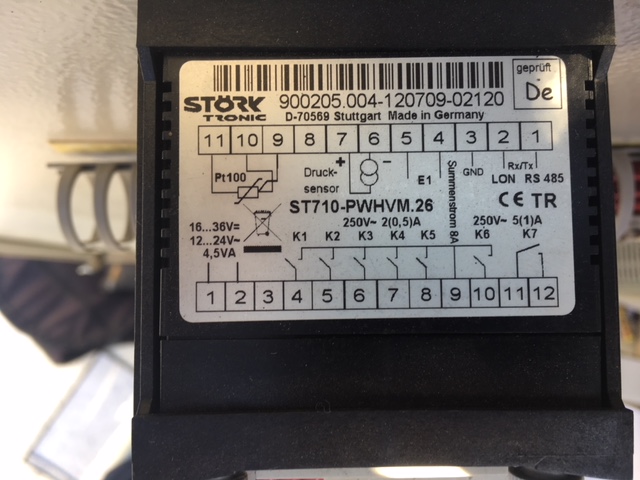 geprüft
De
STÖRK
TRONIC
900205.004-120709-02120
D-70569 Stuttgart Made in Germany
11 10 9 8 7 6 5 4 3 2 1
Pt100
Druck-
sensor
+ −
E1
Summenstrom 8A
GND
Rx/Tx
LON RS 485
ST710-PWHVM.26
CE TR
16...36V=
12...24V~
4,5VA
250V~ 2(0,5)A
250V~ 5(1)A
K1 K2 K3 K4 K5 K6 K7
1 2 3 4 5 6 7 8 9 10 11 12